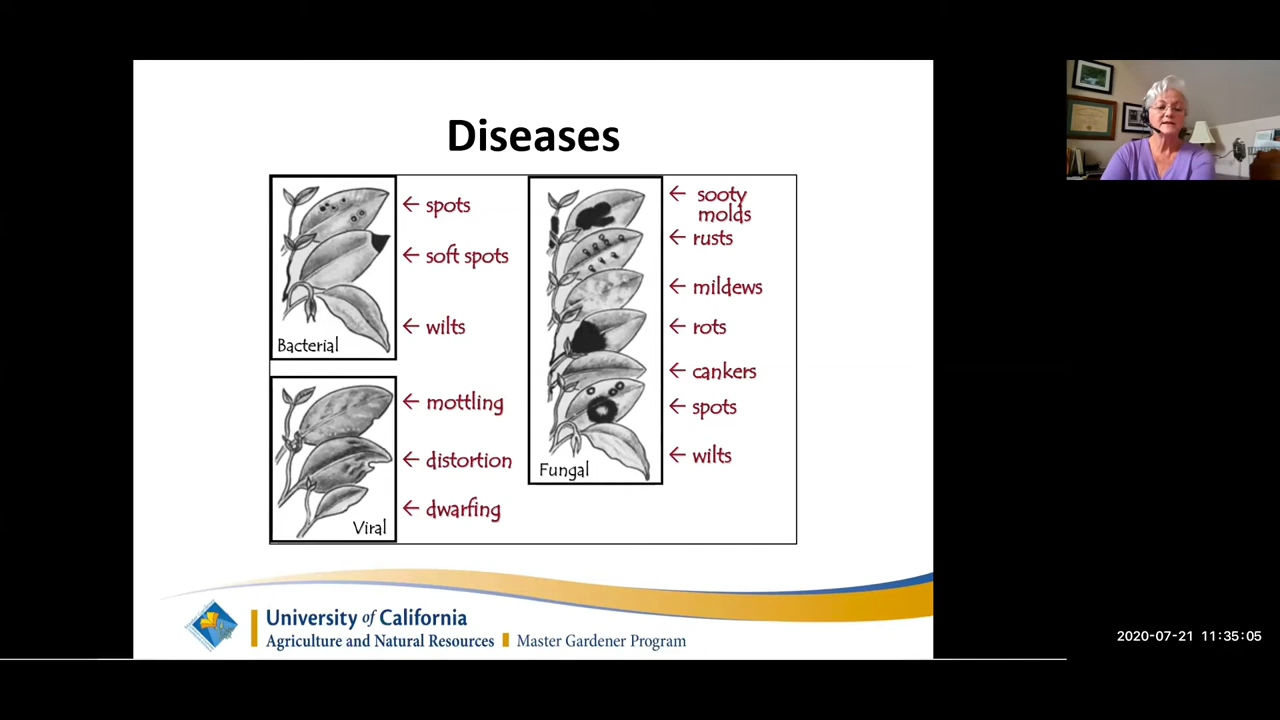 Diseases
spots
soft spots
wilts
Bacterial
mottling
distortion
dwarfing
Viral
sooty
molds
rusts
mildews
rots
cankers
spots
wilts
Fungal
University of California
Agriculture and Natural Resources Master Gardener Program
2020-07-21 11:35:05